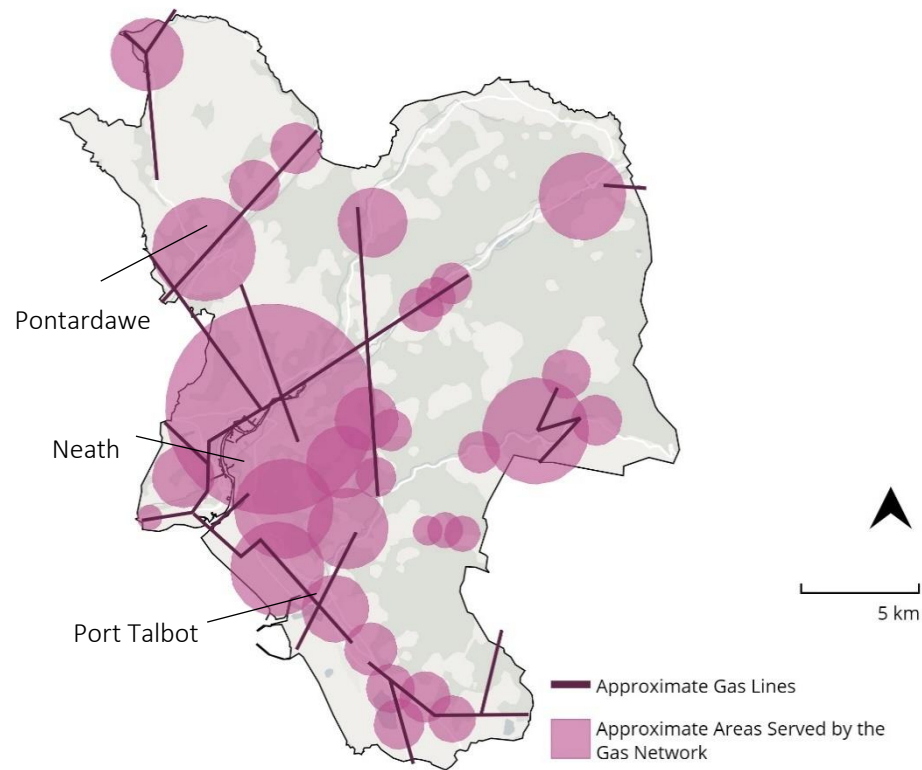 Pontardawe
Neath
Port Talbot
5 km
Approximate Gas Lines
Approximate Areas Served by the
Gas Network